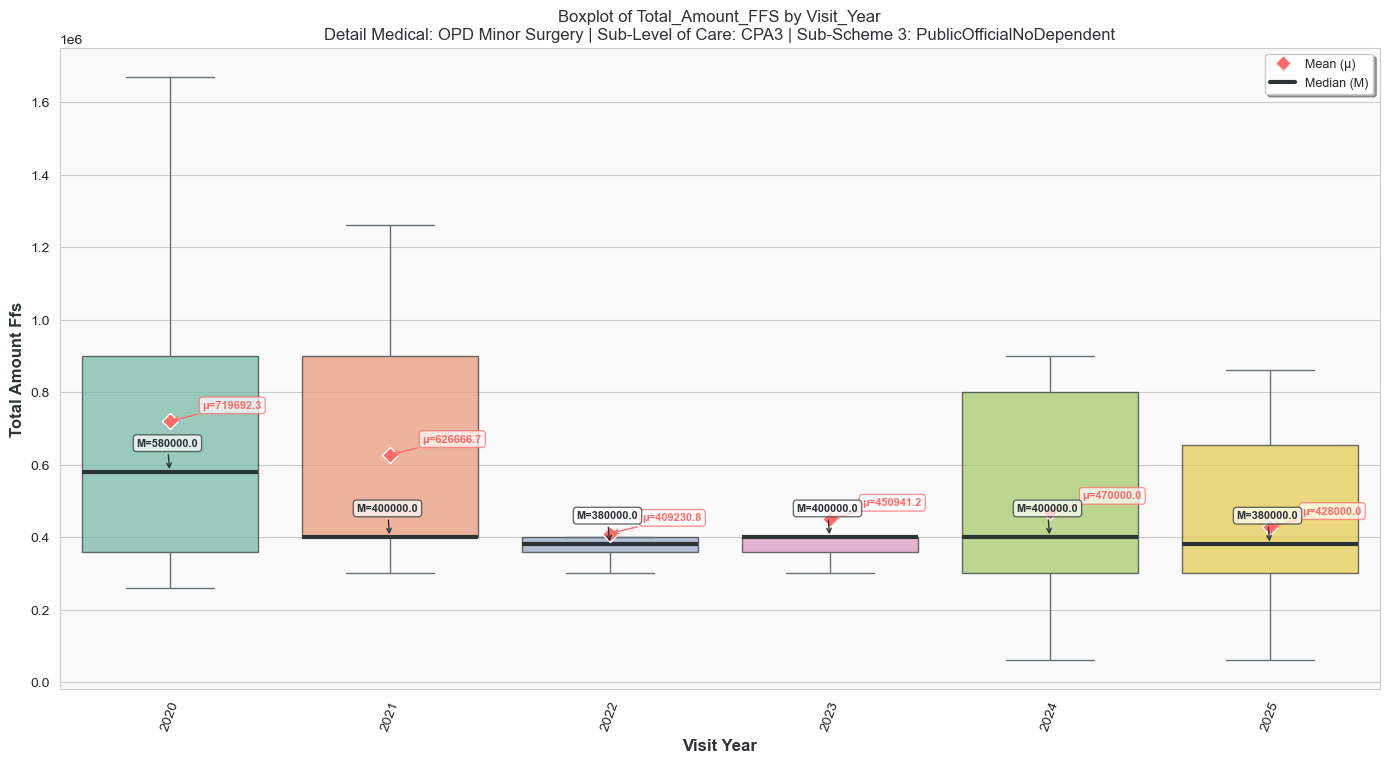 Boxplot of Total_Amount_FFS by Visit_Year
Detail Medical: OPD Minor Surgery | Sub-Level of Care: CPA3 | Sub-Scheme 3: PublicOfficialNoDependent
1e6
Mean (μ)
Median (M)
1.6
1.4
1.2
1.0
0.8
0.6
0.4
0.2
0.0
Total Amount Ffs
μ=719692.3
M=580000.0
μ=626666.7
M=400000.0
M=380000.0
μ=409230.8
M=400000.0
μ=450941.2
μ=470000.0
M=400000.0
M=380000.0
μ=428000.0
2020
2021
2022
2023
2024
2025
Visit Year